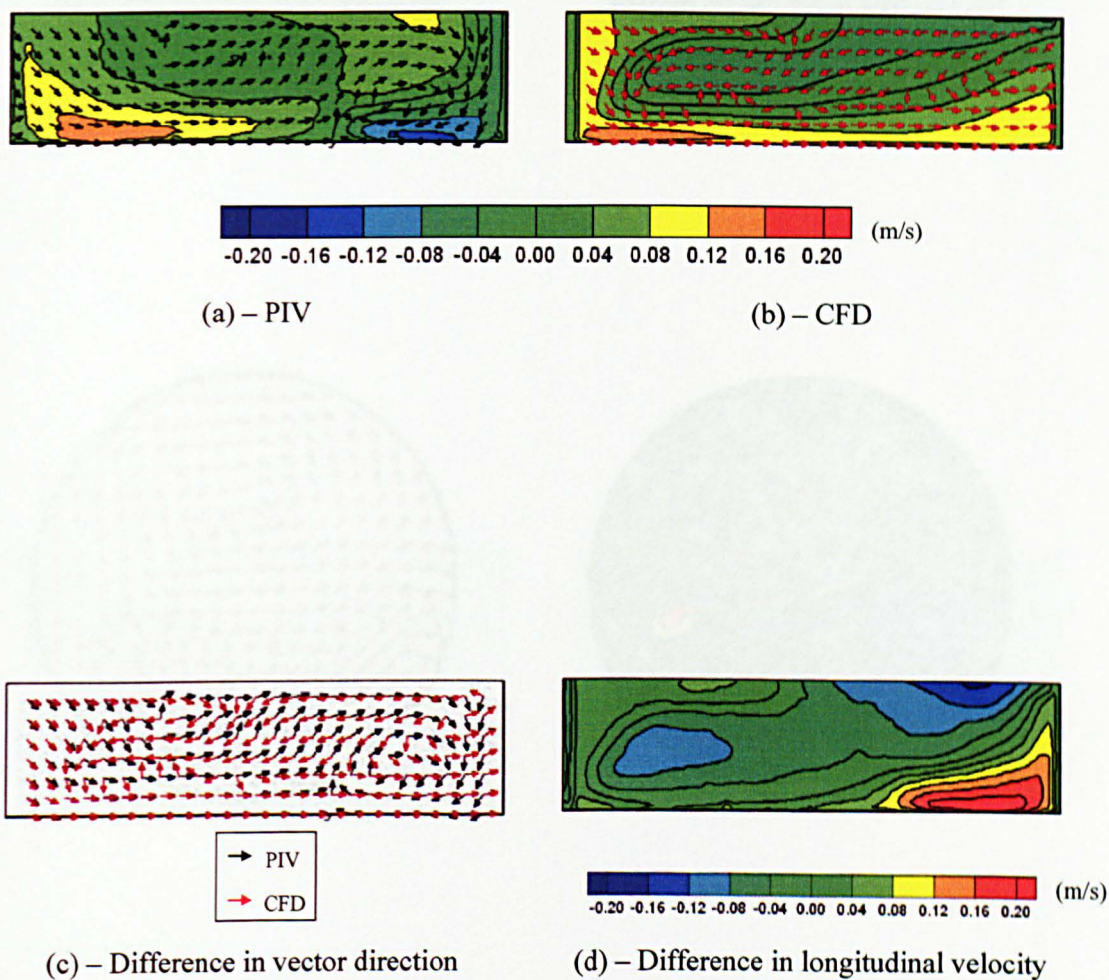 -0.20 -0.16 -0.12 -0.08 -0.04 0.00 0.04 0.08 0.12 0.16 0.20 (m/s)
(a) – PIV
(b) – CFD
PIV
CFD
-0.20 -0.16 -0.12 -0.08 -0.04 0.00 0.04 0.08 0.12 0.16 0.20 (m/s)
(c) – Difference in vector direction
(d) – Difference in longitudinal velocity